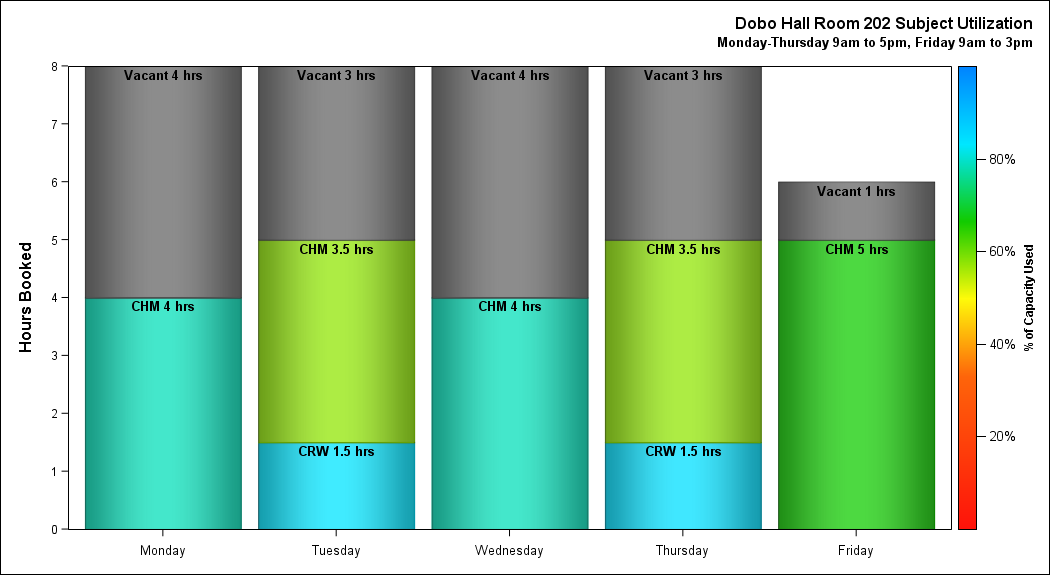 Dobo Hall Room 202 Subject Utilization
Monday-Thursday 9am to 5pm, Friday 9am to 3pm
Hours Booked
8
7
6
5
4
3
2
1
0
Vacant 4 hrs
CHM 4 hrs
Vacant 3 hrs
CHM 3.5 hrs
CRW 1.5 hrs
Vacant 4 hrs
CHM 4 hrs
Vacant 3 hrs
CHM 3.5 hrs
CRW 1.5 hrs
Vacant 1 hrs
CHM 5 hrs
Monday
Tuesday
Wednesday
Thursday
Friday
80%
60%
40%
20%
% of Capacity Used